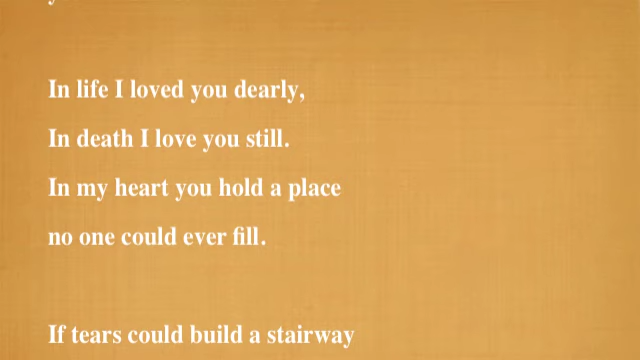 In life I loved you dearly,
In death I love you still.
In my heart you hold a place
no one could ever fill.
If tears could build a stairway